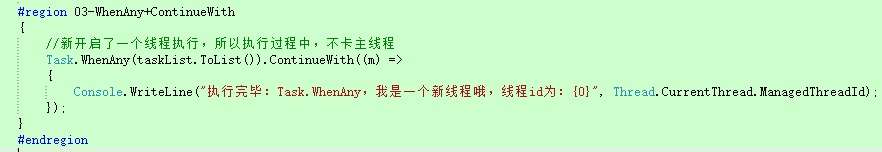 #region 03-WhenAny+ContinueWith
{
//新开启了一个线程执行，所以执行过程中，不卡主线程
Task.WhenAny(taskList.ToList()).ContinueWith((m) =>
{
Console.WriteLine("执行完毕：Task.WhenAny，我是一个新线程哦，线程id为：{0}", Thread.CurrentThread.ManagedThreadId);
});
}
#endregion